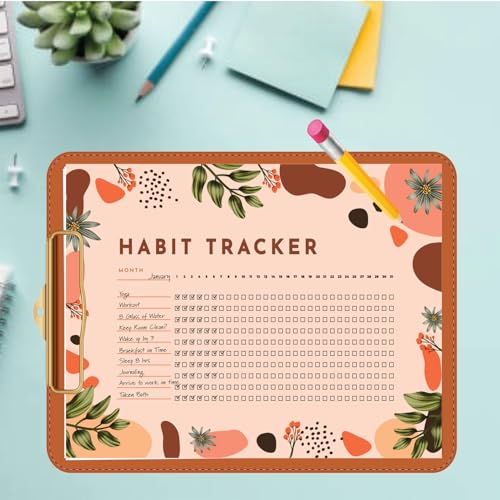 HABIT TRACKER
MONTH January 1 2 3 4 5 6 7 8 9 10 11 12 13 14 15 16 17 18 19 20 21 22 23 24 25 26 27 28 29 30 31
Yoga
Workout
8 Glass of Water
Keep Room Clean?
Wake up by 7
Breakfast on Time
Sleep 8 hrs
Journaling
Arrive to work on time
Taken Bath